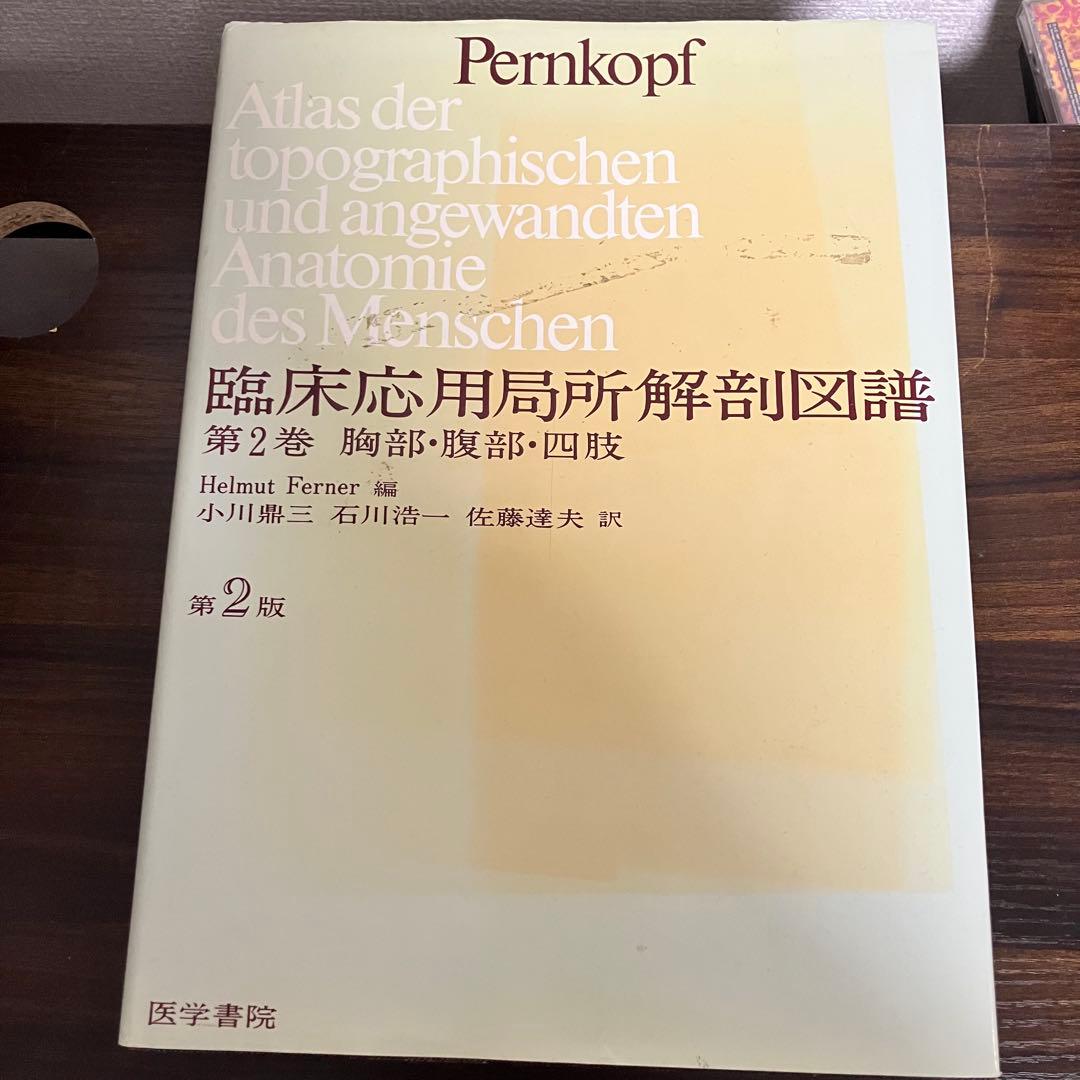 Pernkopf
Atlas der
topographischen
und angewandten
Anatomie
des Menschen
臨床応用局所解剖図譜
第2巻 胸部・腹部・四肢
Helmut Ferner 編
小川鼎三 石川浩一 佐藤達夫 訳
第2版
医学書院